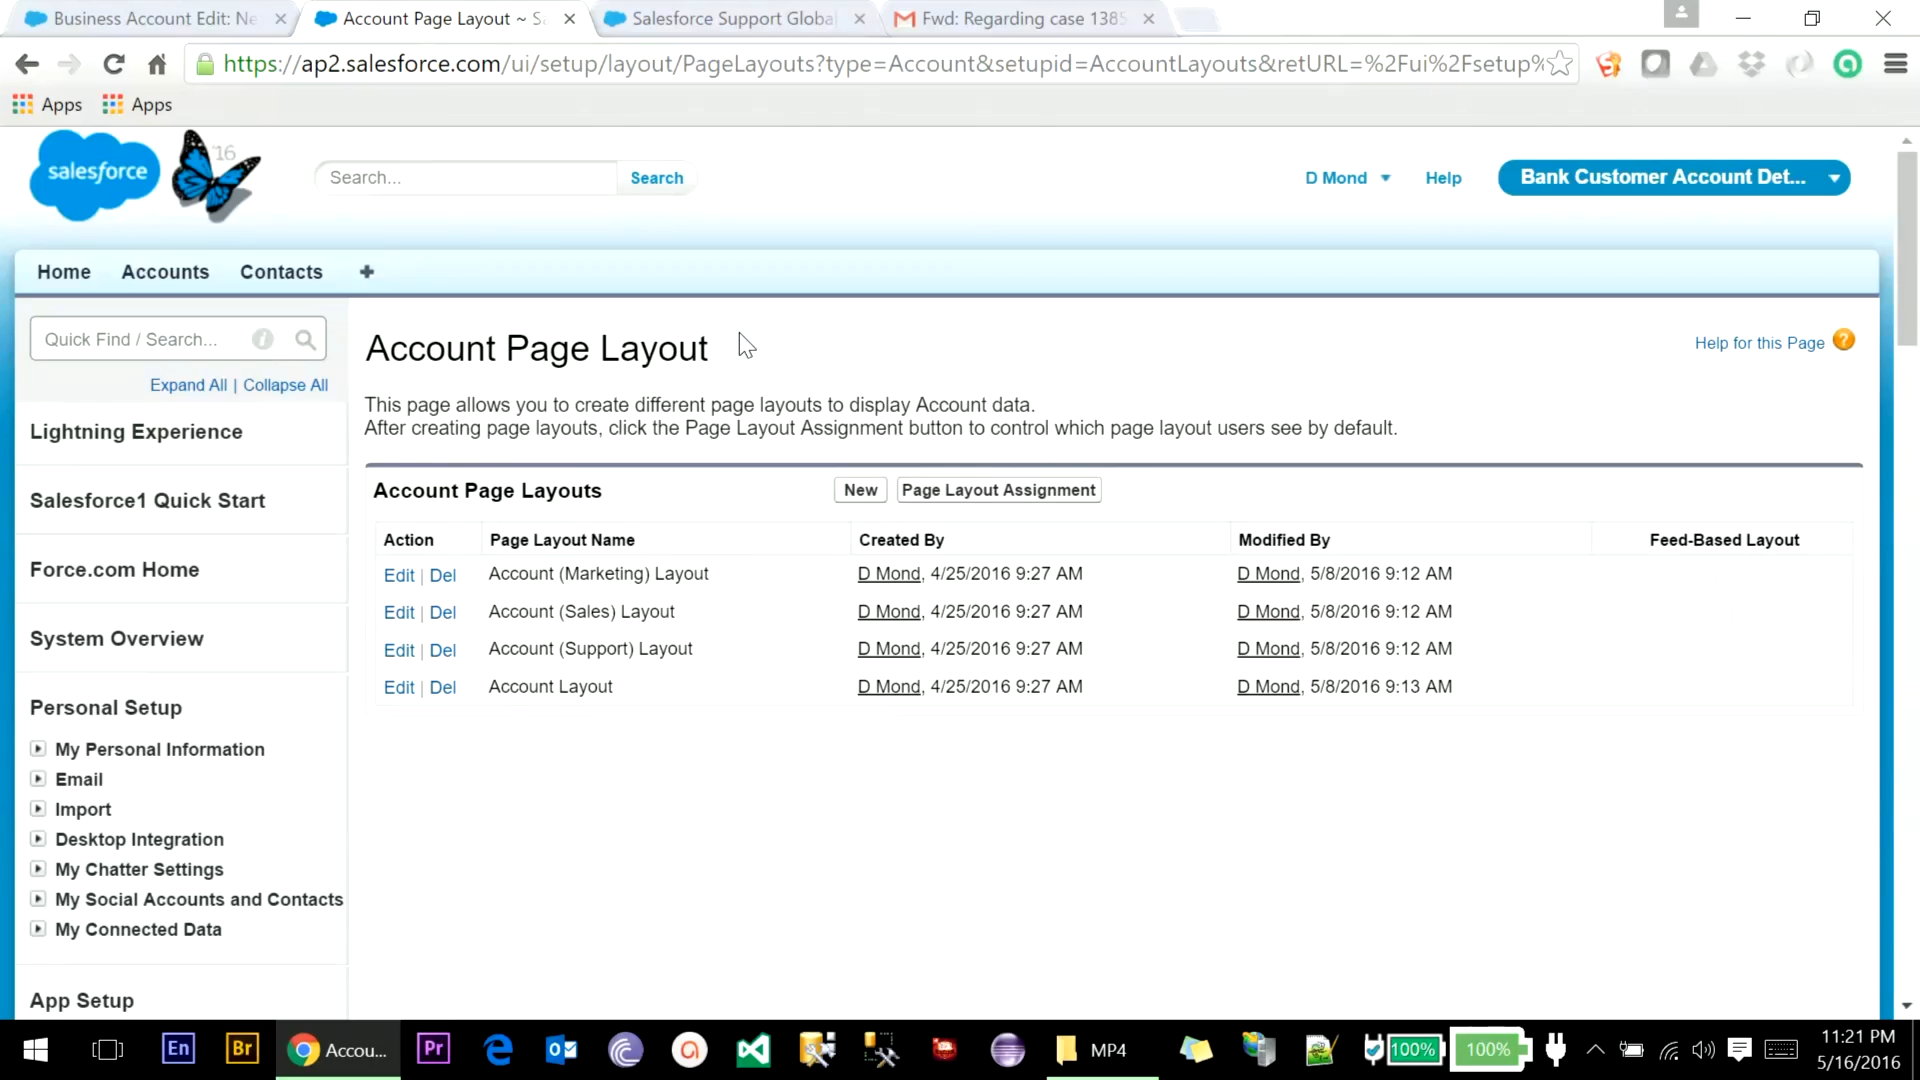 Business Account Edit: Ne
Account Page Layout ~ S
Salesforce Support Global
Fwd: Regarding case 1385
https://ap2.salesforce.com/ui/setup/layout/PageLayouts?type=Account&setupid=AccountLayouts&retURL=%2Fui%2Fsetup%
Apps
Apps
salesforce
'16
Search...
Search
D Mond
Help
Bank Customer Account Det...
Home
Accounts
Contacts
Quick Find / Search...
Expand All | Collapse All
Lightning Experience
Salesforce1 Quick Start
Force.com Home
System Overview
Personal Setup
My Personal Information
Email
Import
Desktop Integration
My Chatter Settings
My Social Accounts and Contacts
My Connected Data
App Setup
Account Page Layout
Help for this Page ?
This page allows you to create different page layouts to display Account data.
After creating page layouts, click the Page Layout Assignment button to control which page layout users see by default.
Account Page Layouts
New
Page Layout Assignment
Action Page Layout Name Created By Modified By Feed-Based Layout
Edit | Del Account (Marketing) Layout D Mond, 4/25/2016 9:27 AM D Mond, 5/8/2016 9:12 AM
Edit | Del Account (Sales) Layout D Mond, 4/25/2016 9:27 AM D Mond, 5/8/2016 9:12 AM
Edit | Del Account (Support) Layout D Mond, 4/25/2016 9:27 AM D Mond, 5/8/2016 9:12 AM
Edit | Del Account Layout D Mond, 4/25/2016 9:27 AM D Mond, 5/8/2016 9:13 AM
En
Br
Accou...
Pr
MP4
100%
100%
11:21 PM
5/16/2016